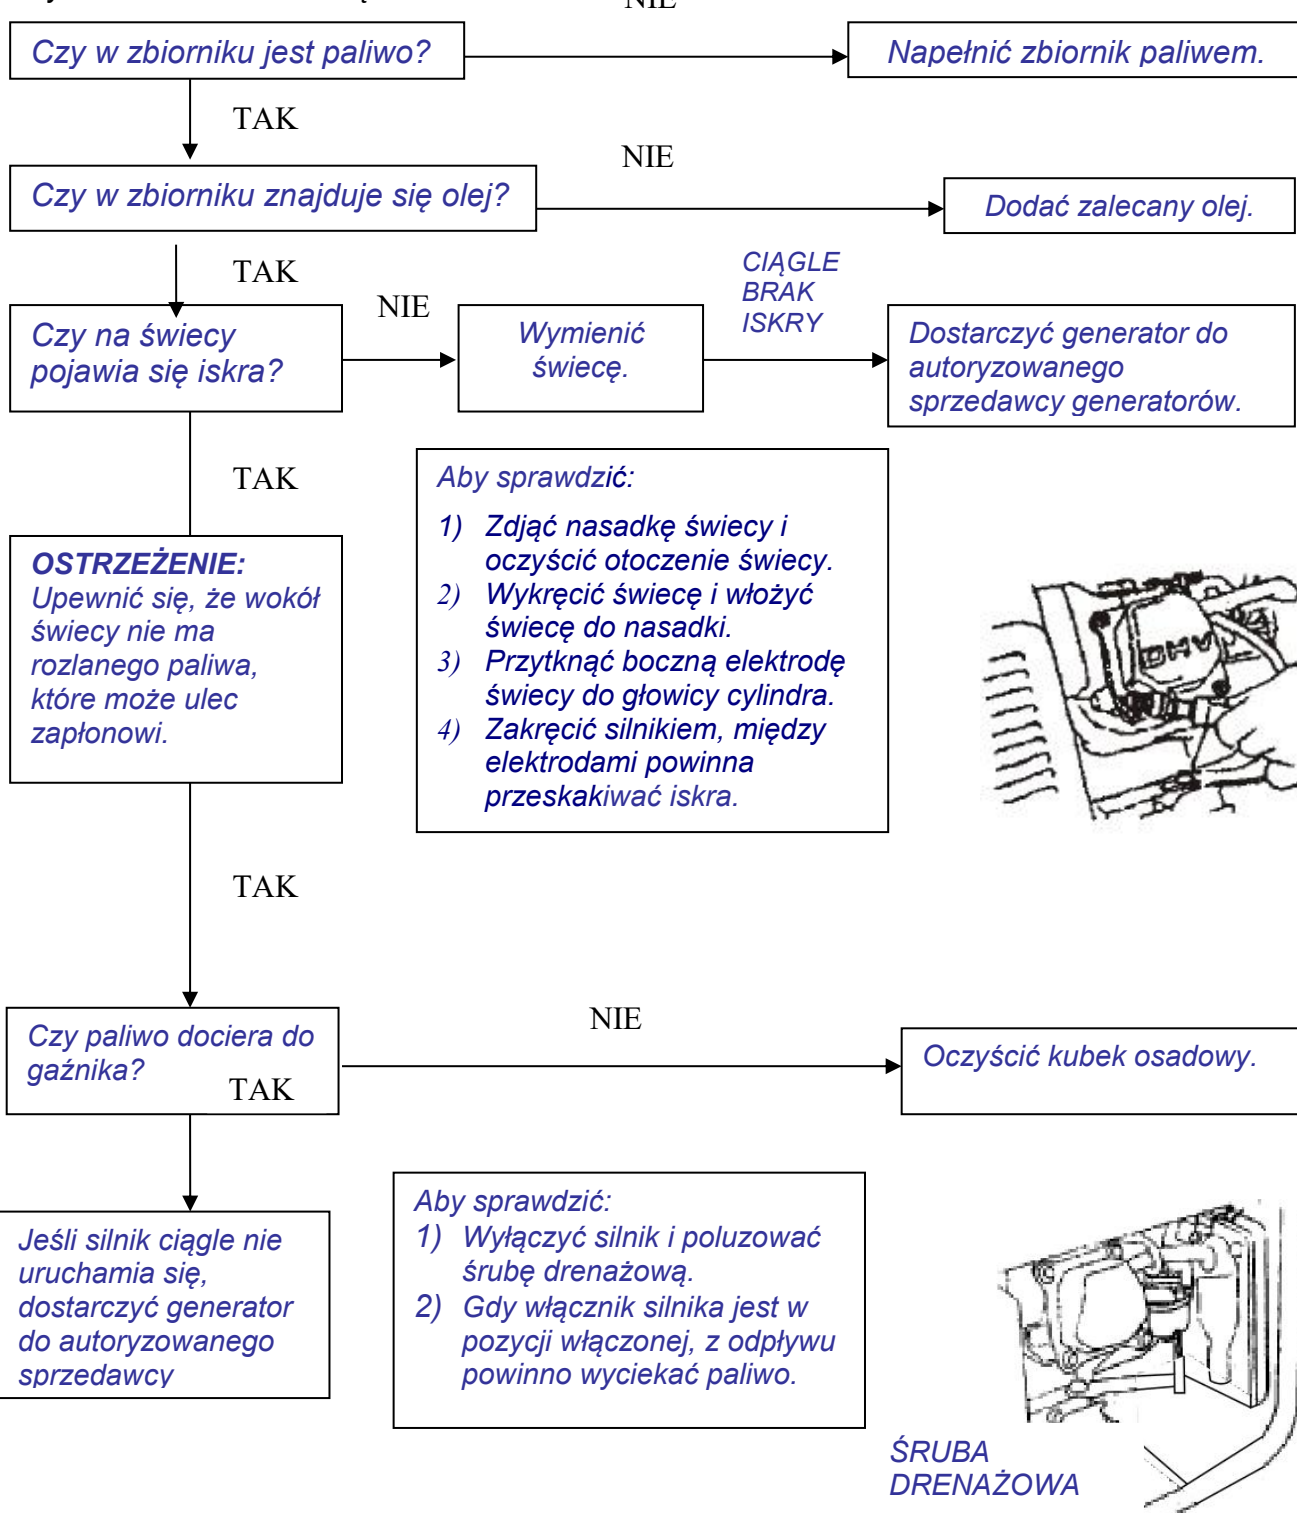 NIE
Czy w zbiorniku jest paliwo?
Napełnić zbiornik paliwem.
TAK
NIE
Czy w zbiorniku znajduje się olej?
Dodać zalecany olej.
TAK
NIE
CIĄGLE
BRAK
ISKRY
Czy na świecy
pojawia się iskra?
Wymienić
świecę.
Dostarczyć generator do
autoryzowanego
sprzedawcy generatorów.
TAK
Aby sprawdzić:
1) Zdjąć nasadkę świecy i
oczyścić otoczenie świecy.
2) Wykręcić świecę i włożyć
świecę do nasadki.
3) Przytknąć boczną elektrodę
świecy do głowicy cylindra.
4) Zakręcić silnikiem, między
elektrodami powinna
przeskakiwać iskra.
OSTRZEŻENIE:
Upewnić się, że wokół
świecy nie ma
rozlanego paliwa,
które może ulec
zapłonowi.
OHV
TAK
NIE
Czy paliwo dociera do
gaźnika?
TAK
Oczyścić kubek osadowy.
Jeśli silnik ciągle nie
uruchamia się,
dostarczyć generator
do autoryzowanego
sprzedawcy
Aby sprawdzić:
1) Wyłączyć silnik i poluzować
śrubę drenażową.
2) Gdy włącznik silnika jest w
pozycji włączonej, z odpływu
powinno wyciekać paliwo.
ŚRUBA
DRENAŻOWA